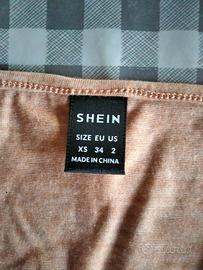 SHEIN
SIZE EU US
XS 34 2
MADE IN CHINA